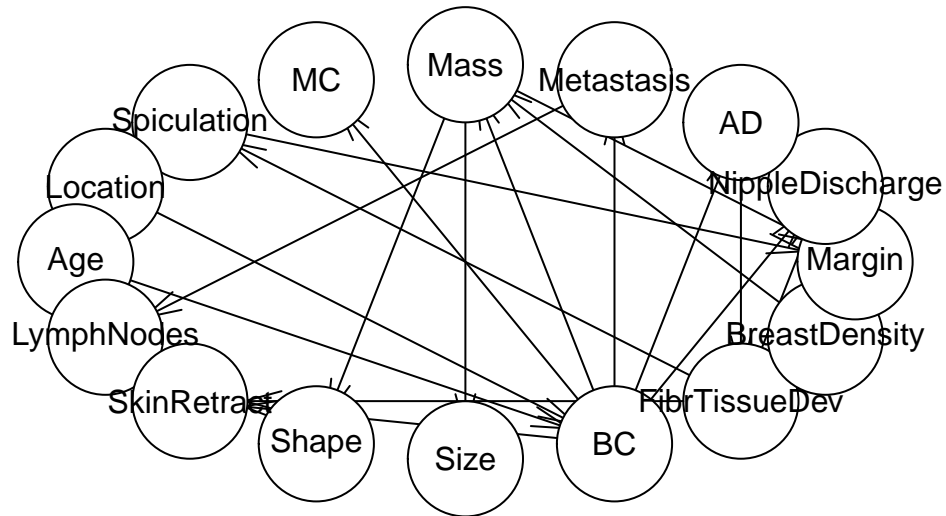 Mass
MC
Metastasis
Spiculation
AD
Location
NippleDischarge
Age
Margin
LymphNodes
BreastDensity
SkinRetract
FibrTissueDev
Shape
BC
Size